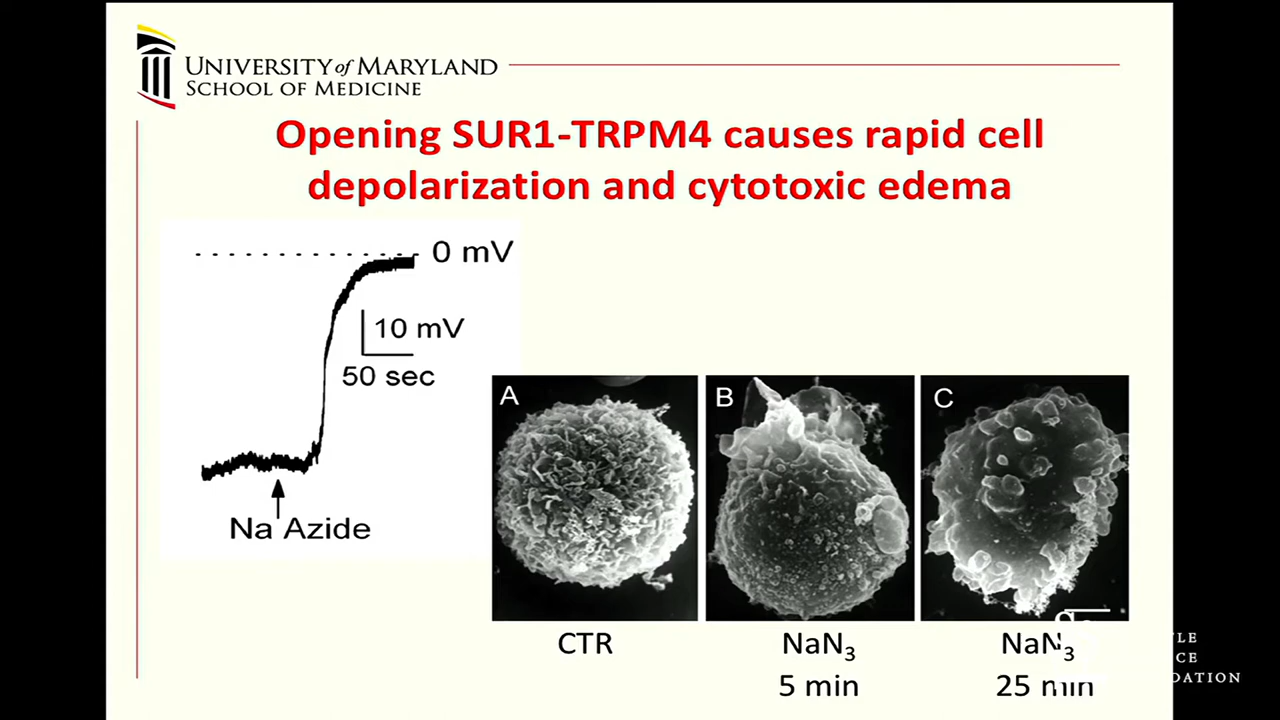 UNIVERSITY of MARYLAND
SCHOOL OF MEDICINE
Opening SUR1-TRPM4 causes rapid cell
depolarization and cytotoxic edema
0 mV
10 mV
50 sec
Na Azide
A
B
C
CTR
NaN₃
5 min
NaN₃
25 min